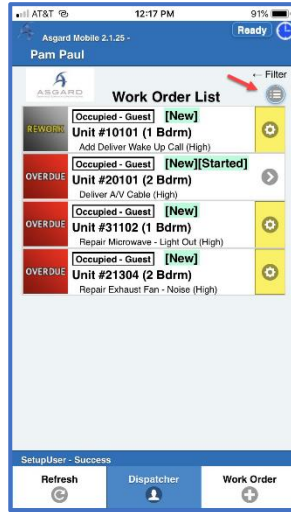 AT&T 12:17 PM 91%
Asgard Mobile 2.1.25 -
Ready
Pam Paul
← Filter
ASGARD
Work Order List
REWORK
Occupied - Guest [New]
Unit #10101 (1 Bdrm)
Add Deliver Wake Up Call (High)
OVERDUE
Occupied - Guest [New][Started]
Unit #20101 (2 Bdrm)
Deliver A/V Cable (High)
OVERDUE
Occupied - Guest [New]
Unit #31102 (1 Bdrm)
Repair Microwave - Light Out (High)
OVERDUE
Occupied - Guest [New]
Unit #21304 (2 Bdrm)
Repair Exhaust Fan - Noise (High)
SetupUser - Success
Refresh Dispatcher Work Order